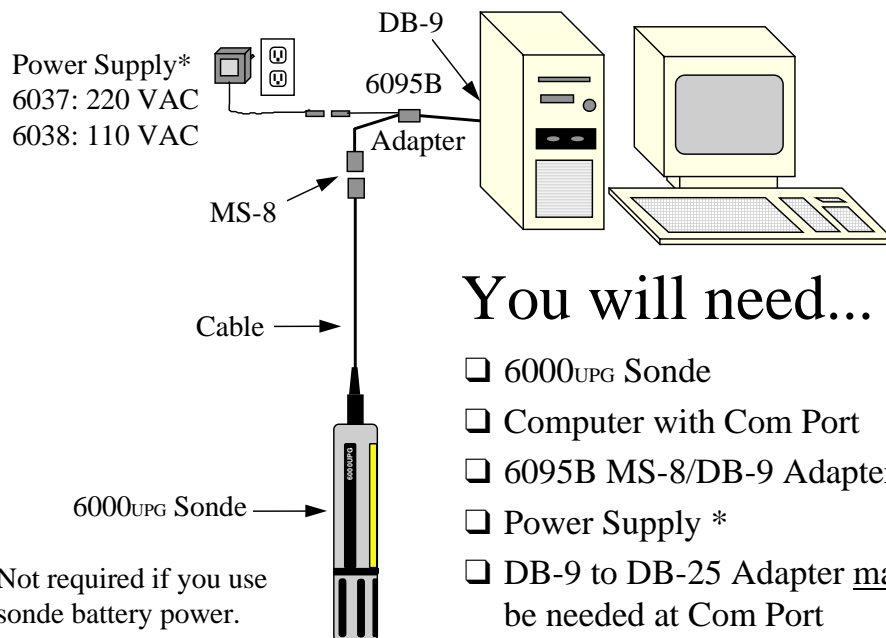 DB-9
Power Supply*
6037: 220 VAC
6038: 110 VAC
6095B
Adapter
MS-8
Cable
6000UPG
6000UPG Sonde
Not required if you use
sonde battery power.
You will need...
❑ 6000UPG Sonde
❑ Computer with Com Port
❑ 6095B MS-8/DB-9 Adapter
❑ Power Supply *
❑ DB-9 to DB-25 Adapter
be needed at Com Port